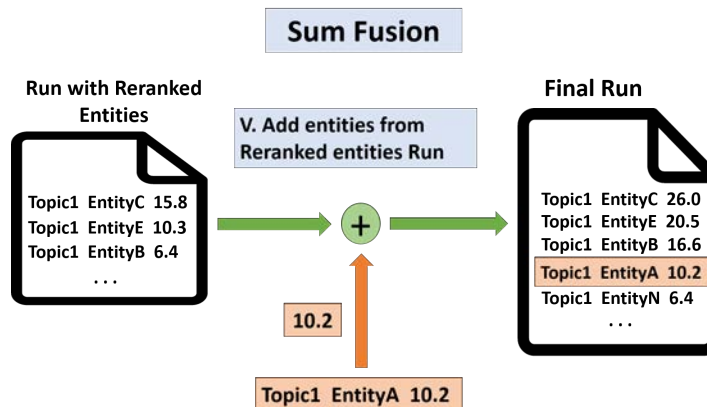 Sum Fusion
Run with Reranked
Entities
Topic1 EntityC 15.8
Topic1 EntityE 10.3
Topic1 EntityB 6.4
...
V. Add entities from
Reranked entities Run
+
10.2
Topic1 EntityA 10.2
Final Run
Topic1 EntityC 26.0
Topic1 EntityE 20.5
Topic1 EntityB 16.6
Topic1 EntityA 10.2
Topic1 EntityN 6.4
...